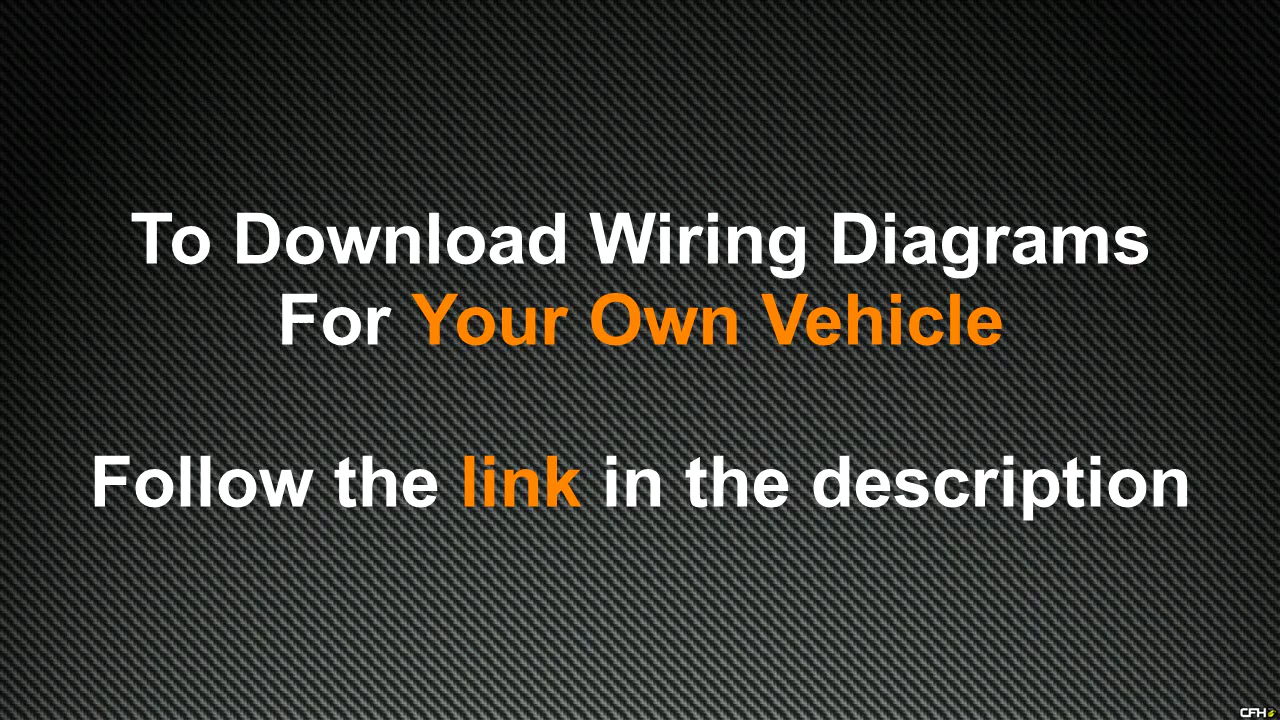 To Download Wiring Diagrams
For Your Own Vehicle
Follow the link in the description
CFH